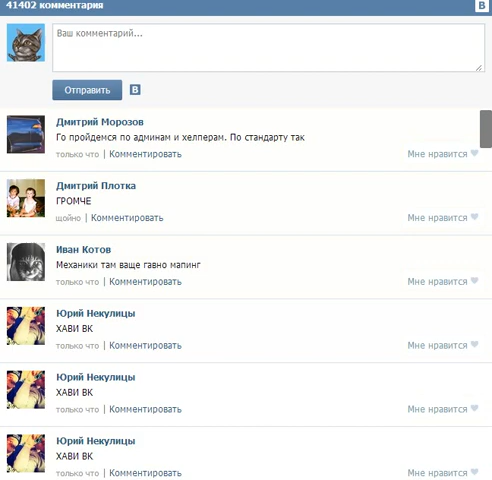 41402 комментария
B
Ваш комментарий...
Отправить
B
Дмитрий Морозов
Го пройдемся по админам и хелперам. По стандарту так
только что | Комментировать
Мне нравится
Дмитрий Плотка
ГРОМЧЕ
щойно | Комментировать
Мне нравится
Иван Котов
Механики там ваще гавно мапинг
только что | Комментировать
Мне нравится
Юрий Некулицы
ХАВИ ВК
только что | Комментировать
Мне нравится
Юрий Некулицы
ХАВИ ВК
только что | Комментировать
Мне нравится
Юрий Некулицы
ХАВИ ВК
только что | Комментировать
Мне нравится